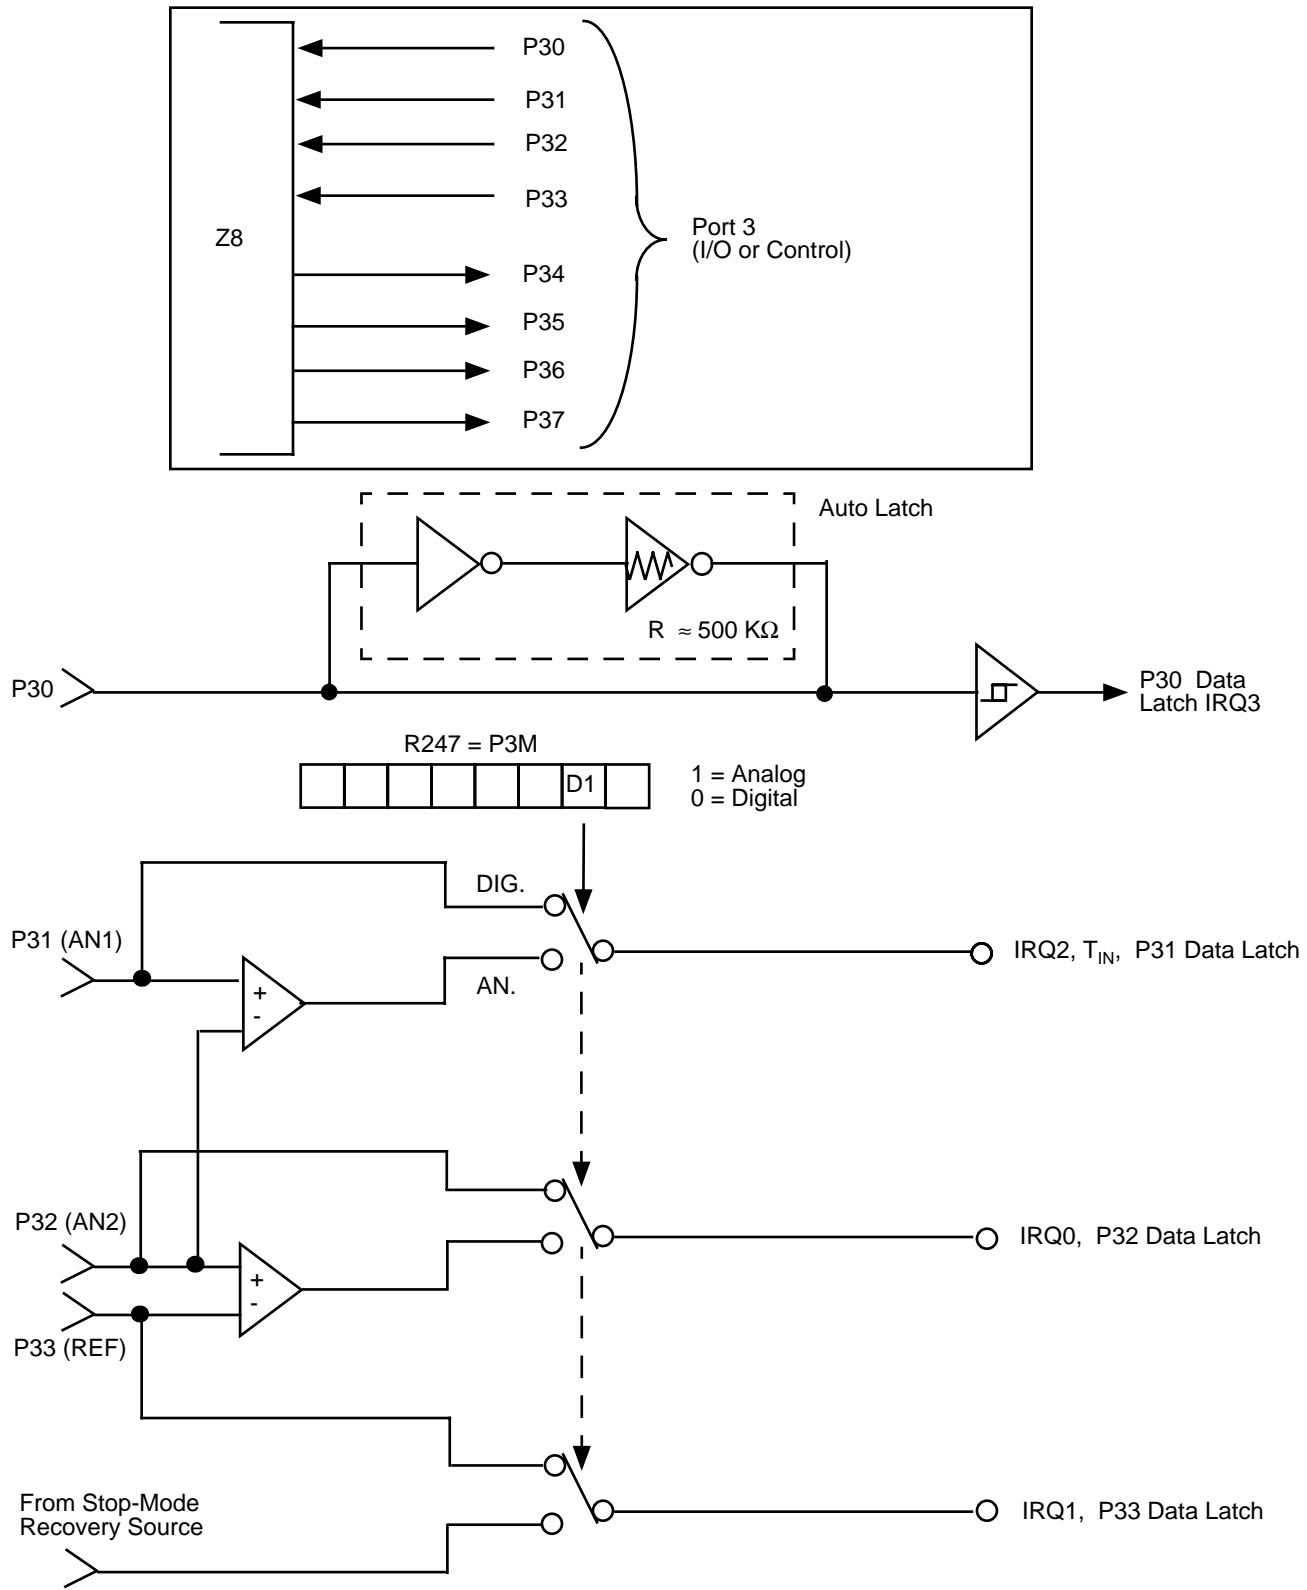 P30
P31
P32
P33
Z8
Port 3
(I/O or Control)
P34
P35
P36
P37
Auto Latch
R ≈ 500 KΩ
P30
P30 Data
Latch IRQ3
R247 = P3M
D1
1 = Analog
0 = Digital
DIG.
P31 (AN1)
IRQ2, TIN, P31 Data Latch
AN.
+
-
P32 (AN2)
IRQ0, P32 Data Latch
+
-
P33 (REF)
From Stop-Mode
Recovery Source
IRQ1, P33 Data Latch